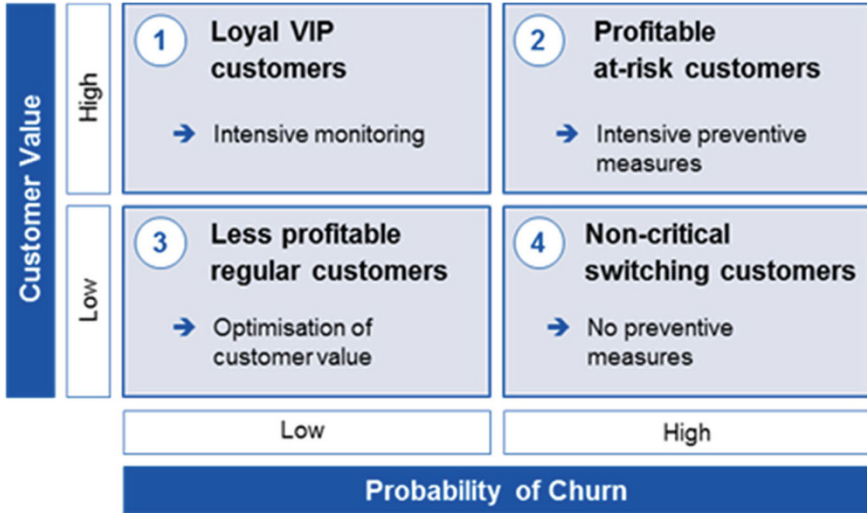 Customer Value
High
1
Loyal VIP
customers
➔ Intensive monitoring
2
Profitable
at-risk customers
➔ Intensive preventive
measures
Low
3
Less profitable
regular customers
➔ Optimisation of
customer value
4
Non-critical
switching customers
➔ No preventive
measures
Low
High
Probability of Churn